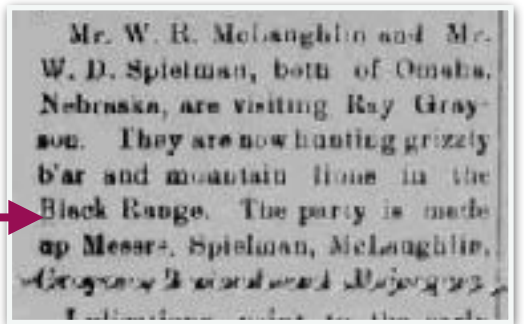 Mr. W. R. McLaughlin and Mr.
W. D. Spielman, both of Omaha,
Nebraska, are visiting Ray Gray-
son. They are now hunting grizzly
b'ar and mountain lions in the
Black Range. The party is made
up Messrs. Spielman, McLaughlin,